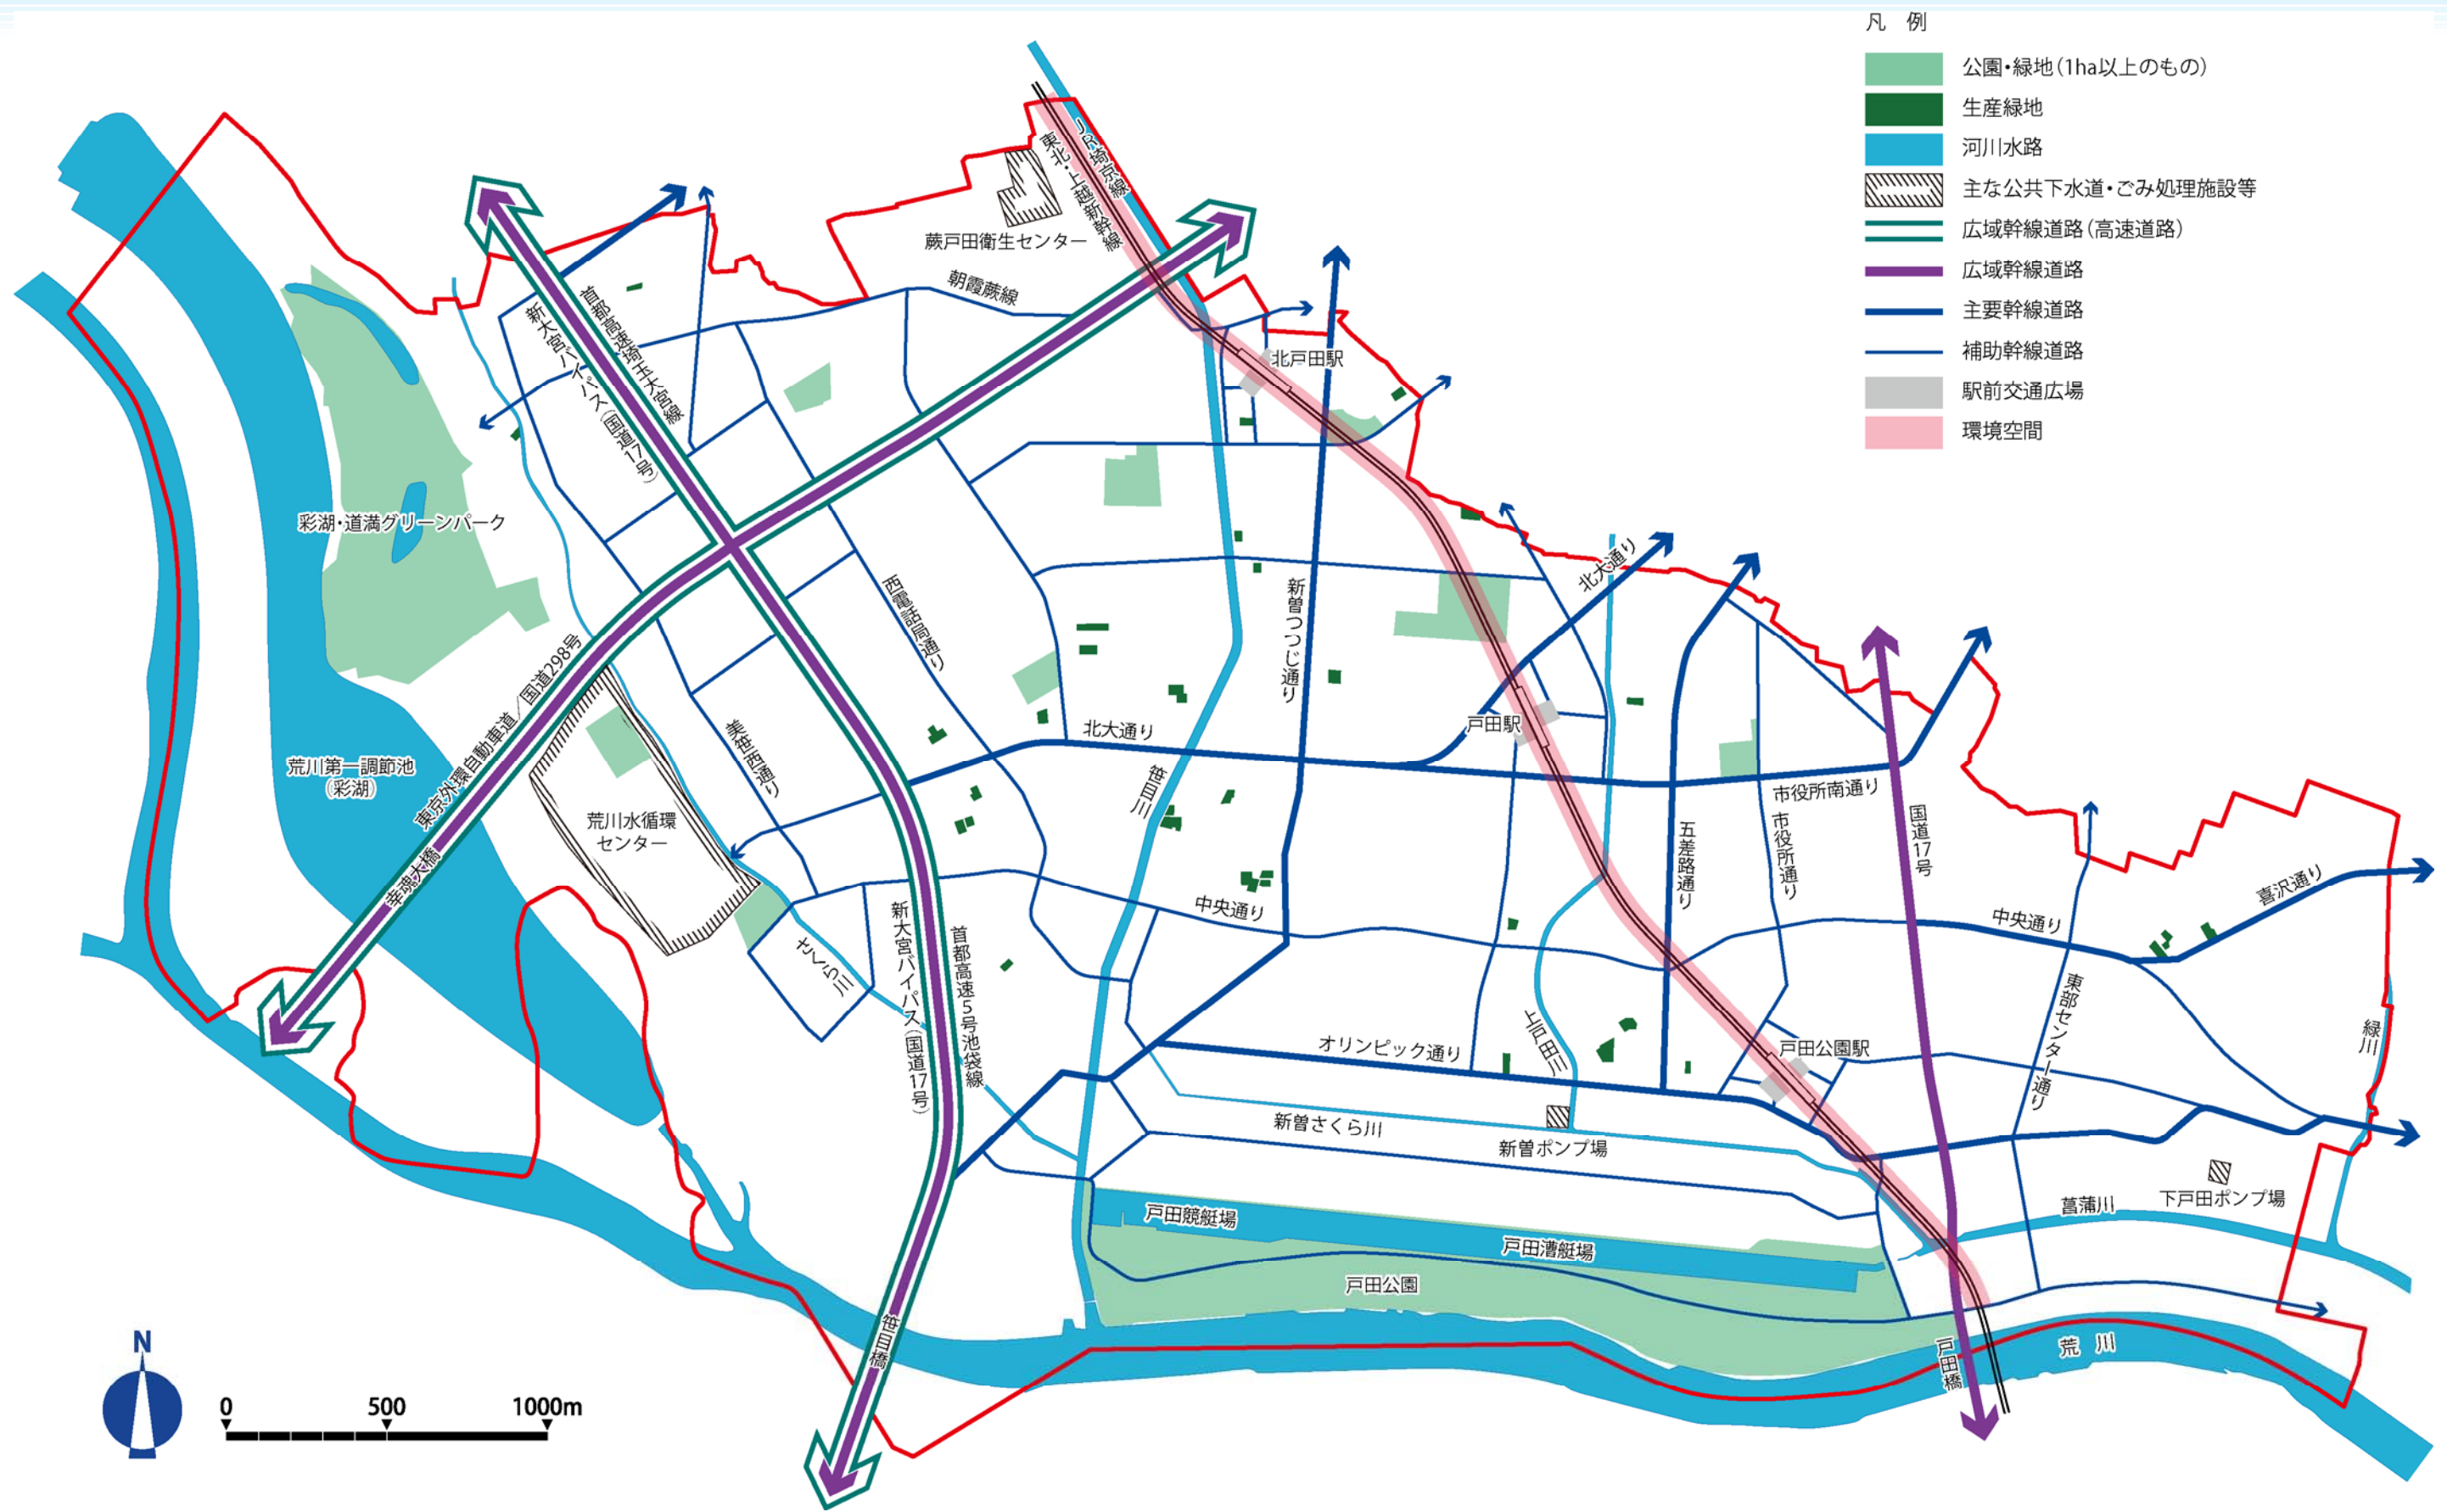 凡 例
公園・緑地（1ha以上のもの）
生産緑地
河川水路
主な公共下水道・ごみ処理施設等
広域幹線道路（高速道路）
広域幹線道路
主要幹線道路
補助幹線道路
駅前交通広場
環境空間
JR埼京線
東北・上越新幹線
蕨戸田衛生センター
朝霞蕨線
首都高速埼玉大宮線
新大宮バイパス（国道17号）
北戸田駅
彩湖・道満グリーンパーク
北大通り
西電話局通り
新曽つつじ通り
東京外環自動車道／国道298号
戸田駅
北大通り
美笹西通り
荒川第一調節池
（彩湖）
笹目川
市役所南通り
荒川水循環
センター
五差路通り
市役所通り
国道17号
幸魂大橋
喜沢通り
中央通り
中央通り
さくら川
新大宮バイパス（国道17号）
首都高速5号池袋線
東部センター通り
緑川
上戸田川
オリンピック通り
戸田公園駅
新曽さくら川
新曽ポンプ場
下戸田ポンプ場
菖蒲川
戸田競艇場
戸田漕艇場
戸田公園
笹目橋
戸田橋
荒 川
N
0 500 1000m